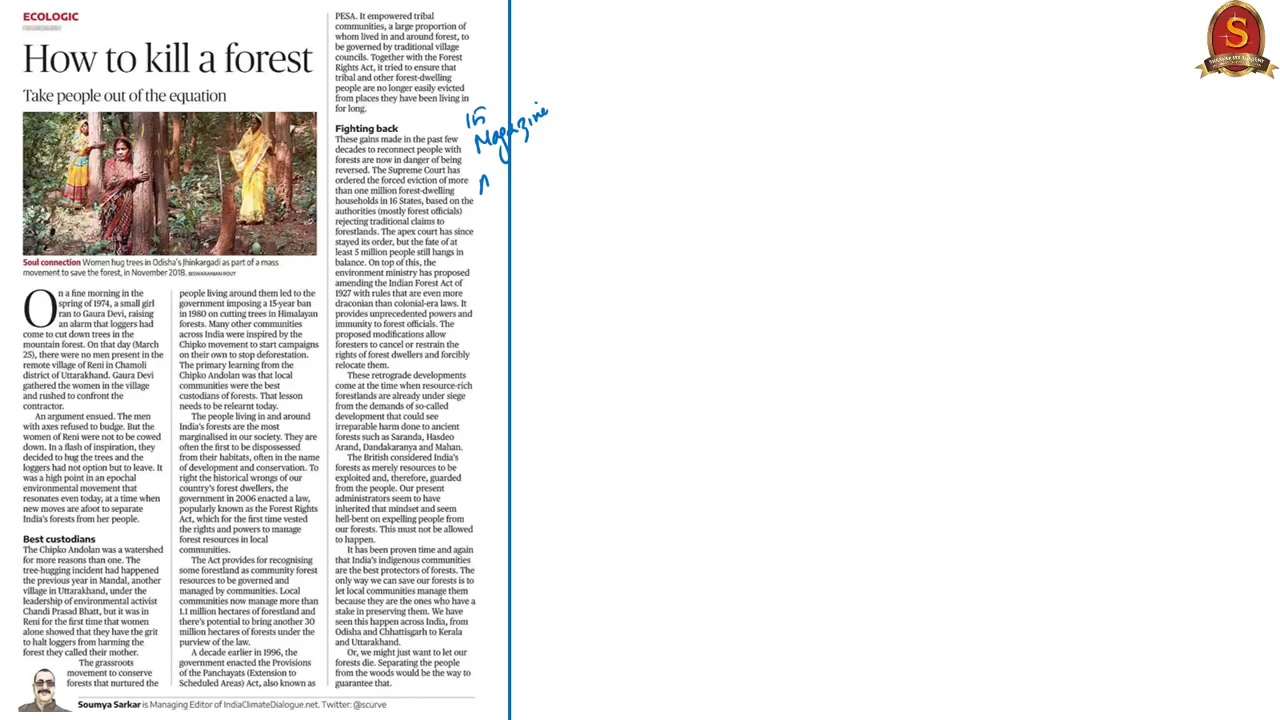 ECOLOGIC
How to kill a forest
Take people out of the equation
Soul connection Women hug trees in Odisha's Jhinkargadi as part of a mass
movement to save the forest, in November 2018. BISWARANJAN ROUT
On a fine morning in the
spring of 1974, a small girl
ran to Gaura Devi, raising
an alarm that loggers had
come to cut down trees in the
mountain forest. On that day (March
25), there were no men present in the
remote village of Reni in Chamoli
district of Uttarakhand. Gaura Devi
gathered the women in the village
and rushed to confront the
contractor.
An argument ensued. The men
with axes refused to budge. But the
women of Reni were not to be cowed
down. In a flash of inspiration, they
decided to hug the trees and the
loggers had not option but to leave. It
was a high point in an epochal
environmental movement that
resonates even today, at a time when
new moves are afoot to separate
India's forests from her people.
Best custodians
The Chipko Andolan was a watershed
for more reasons than one. The
tree-hugging incident had happened
the previous year in Mandal, another
village in Uttarakhand, under the
leadership of environmental activist
Chandi Prasad Bhatt, but it was in
Reni for the first time that women
alone showed that they have the grit
to halt loggers from harming the
forest they called their mother.
The grassroots
movement to conserve
forests that nurtured the
people living around them led to the
government imposing a 15-year ban
in 1980 on cutting trees in Himalayan
forests. Many other communities
across India were inspired by the
Chipko movement to start campaigns
on their own to stop deforestation.
The primary learning from the
Chipko Andolan was that local
communities were the best
custodians of forests. That lesson
needs to be relearnt today.
The people living in and around
India's forests are the most
marginalised in our society. They are
often the first to be dispossessed
from their habitats, often in the name
of development and conservation. To
right the historical wrongs of our
country's forest dwellers, the
government in 2006 enacted a law,
popularly known as the Forest Rights
Act, which for the first time vested
the rights and powers to manage
forest resources in local
communities.
The Act provides for recognising
some forestland as community forest
resources to be governed and
managed by communities. Local
communities now manage more than
1.1 million hectares of forestland and
there's potential to bring another 30
million hectares of forests under the
purview of the law.
A decade earlier in 1996, the
government enacted the Provisions
of the Panchayats (Extension to
Scheduled Areas) Act, also known as
PESA. It empowered tribal
communities, a large proportion of
whom lived in and around forest, to
be governed by traditional village
councils. Together with the Forest
Rights Act, it tried to ensure that
tribal and other forest-dwelling
people are no longer easily evicted
from places they have been living in
for long.
Fighting back
These gains made in the past few
decades to reconnect people with
forests are now in danger of being
reversed. The Supreme Court has
ordered the forced eviction of more
than one million forest-dwelling
households in 16 States, based on the
authorities (mostly forest officials)
rejecting traditional claims to
forestlands. The apex court has since
stayed its order, but the fate of at
least 5 million people still hangs in
balance. On top of this, the
environment ministry has proposed
amending the Indian Forest Act of
1927 with rules that are even more
draconian than colonial-era laws. It
provides unprecedented powers and
immunity to forest officials. The
proposed modifications allow
foresters to cancel or restrain the
rights of forest dwellers and forcibly
relocate them.
These retrograde developments
come at the time when resource-rich
forestlands are already under siege
from the demands of so-called
development that could see
irreparable harm done to ancient
forests such as Saranda, Hasdeo
Arand, Dandakaranya and Mahan.
The British considered India's
forests as merely resources to be
exploited and, therefore, guarded
from the people. Our present
administrators seem to have
inherited that mindset and seem
hell-bent on expelling people from
our forests. This must not be allowed
to happen.
It has been proven time and again
that India's indigenous communities
are the best protectors of forests. The
only way we can save our forests is to
let local communities manage them
because they are the ones who have a
stake in preserving them. We have
seen this happen across India, from
Odisha and Chhattisgarh to Kerala
and Uttarakhand.
Or, we might just want to let our
forests die. Separating the people
from the woods would be the way to
guarantee that.
Soumya Sarkar is Managing Editor of IndiaClimateDialogue.net. Twitter: @scurve
Magazine
S